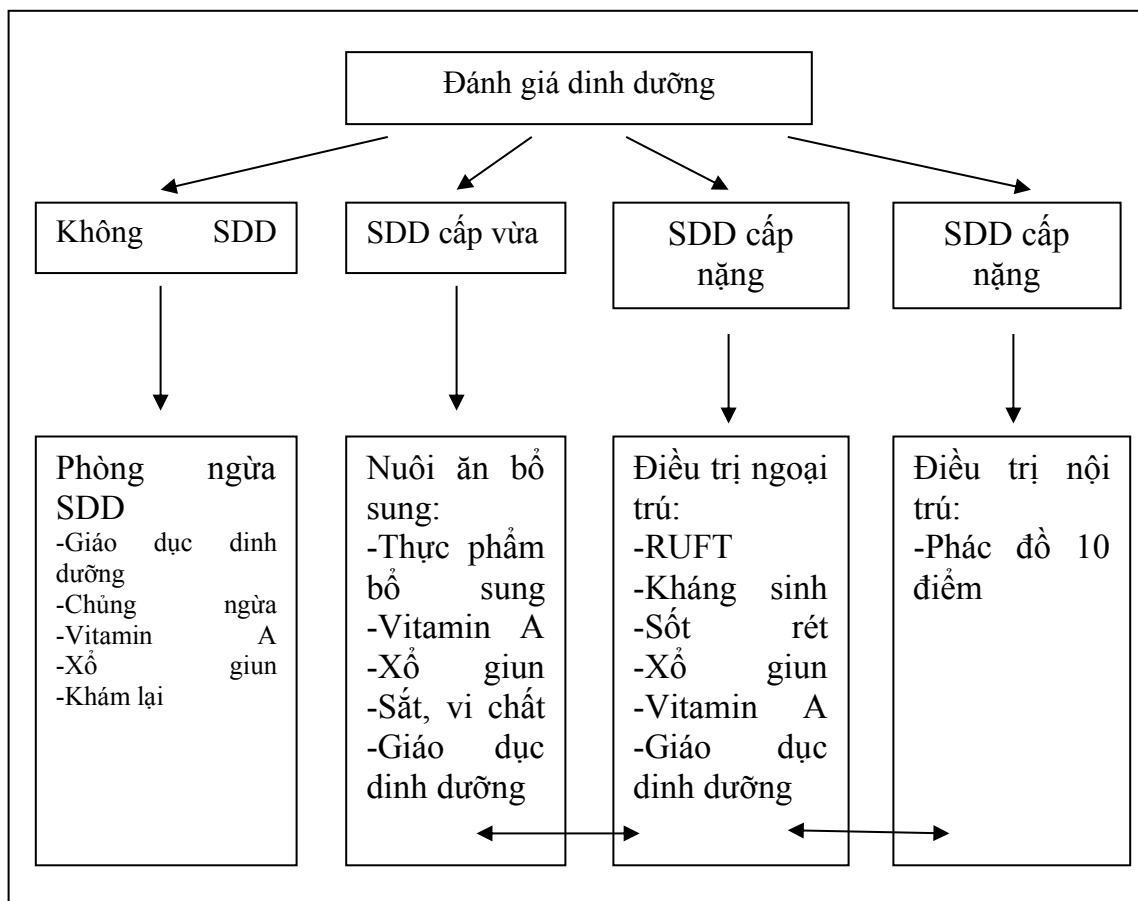 Đánh giá dinh dưỡng
Không SDD
SDD cấp vừa
SDD cấp
nặng
SDD cấp
nặng
Phòng ngừa
SDD
-Giáo dục dinh
dưỡng
-Chủng ngừa
-Vitamin A
-Xổ giun
-Khám lại
Nuôi ăn bổ
sung:
-Thực phẩm
bổ sung
-Vitamin A
-Xổ giun
-Sắt, vi chất
-Giáo dục
dinh dưỡng
Điều trị ngoại
trú:
-RUFT
-Kháng sinh
-Sốt rét
-Xổ giun
-Vitamin A
-Giáo dục
dinh dưỡng
Điều trị nội
trú:
-Phác đồ 10
điểm